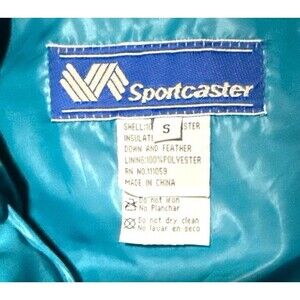 Sportcaster
S
SHELL:
INSULATI
DOWN AND FEATHER
LINING:100%POLYESTER
RN NO.111059
MADE IN CHINA
Do not iron
No Planchar
Do not dry clean
No lavar en seco